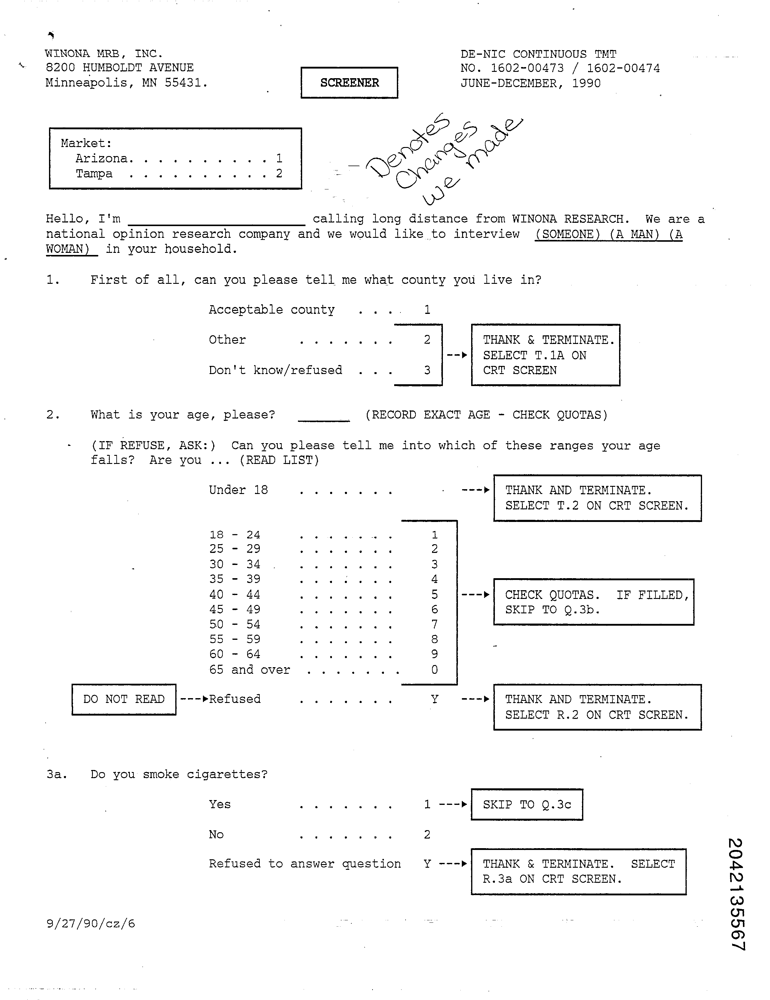 WINONA MRB, INC.
8200 HUMBOLDT AVENUE
Minneapolis, MN 55431.
SCREENER
DE-NIC CONTINUOUS TMT
NO. 1602-00473 / 1602-00474
JUNE-DECEMBER, 1990
Market:
Arizona. . . . . . . . . . 1
Tampa . . . . . . . . . . 2
– Denotes
Changes
we made
Hello, I'm ____________________ calling long distance from WINONA RESEARCH. We are a
national opinion research company and we would like to interview (SOMEONE) (A MAN) (A
WOMAN) in your household.
1. First of all, can you please tell me what county you live in?
Acceptable county . . . . 1
Other . . . . . . . 2
Don't know/refused . . . 3
THANK & TERMINATE.
SELECT T.1A ON
CRT SCREEN
2. What is your age, please? ______ (RECORD EXACT AGE - CHECK QUOTAS)
(IF REFUSE, ASK:) Can you please tell me into which of these ranges your age
falls? Are you ... (READ LIST)
Under 18 . . . . . . .
THANK AND TERMINATE.
SELECT T.2 ON CRT SCREEN.
18 - 24 . . . . . . . 1
25 - 29 . . . . . . . 2
30 - 34 . . . . . . . 3
35 - 39 . . . . . . . 4
40 - 44 . . . . . . . 5
45 - 49 . . . . . . . 6
50 - 54 . . . . . . . 7
55 - 59 . . . . . . . 8
60 - 64 . . . . . . . 9
65 and over . . . . . . . 0
CHECK QUOTAS. IF FILLED,
SKIP TO Q.3b.
DO NOT READ
Refused . . . . . . . Y
THANK AND TERMINATE.
SELECT R.2 ON CRT SCREEN.
3a. Do you smoke cigarettes?
Yes . . . . . . . 1
SKIP TO Q.3c
No . . . . . . . 2
Refused to answer question Y
THANK & TERMINATE. SELECT
R.3a ON CRT SCREEN.
9/27/90/cz/6
2042135567